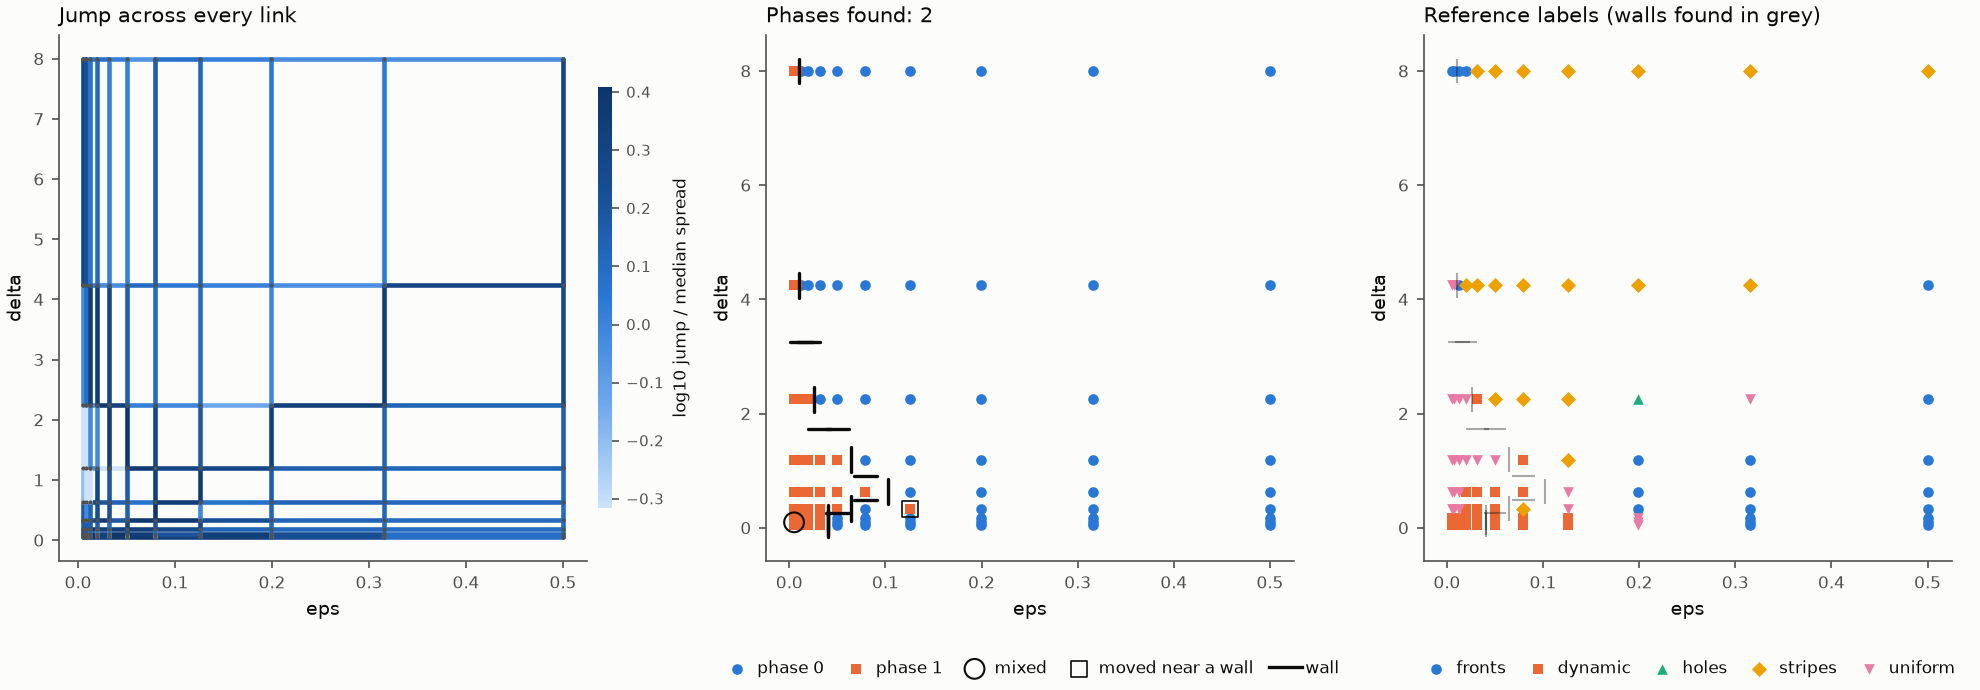 Jump across every link
8
7
6
5
4
3
2
1
0
delta
0.0 0.1 0.2 0.3 0.4 0.5
eps
0.4
0.3
0.2
0.1
0.0
−0.1
−0.2
−0.3
log10 jump / median spread
Phases found: 2
8
6
4
2
0
delta
0.0 0.1 0.2 0.3 0.4 0.5
eps
phase 0 phase 1 mixed moved near a wall wall
Reference labels (walls found in grey)
8
6
4
2
0
delta
0.0 0.1 0.2 0.3 0.4 0.5
eps
fronts dynamic holes stripes uniform